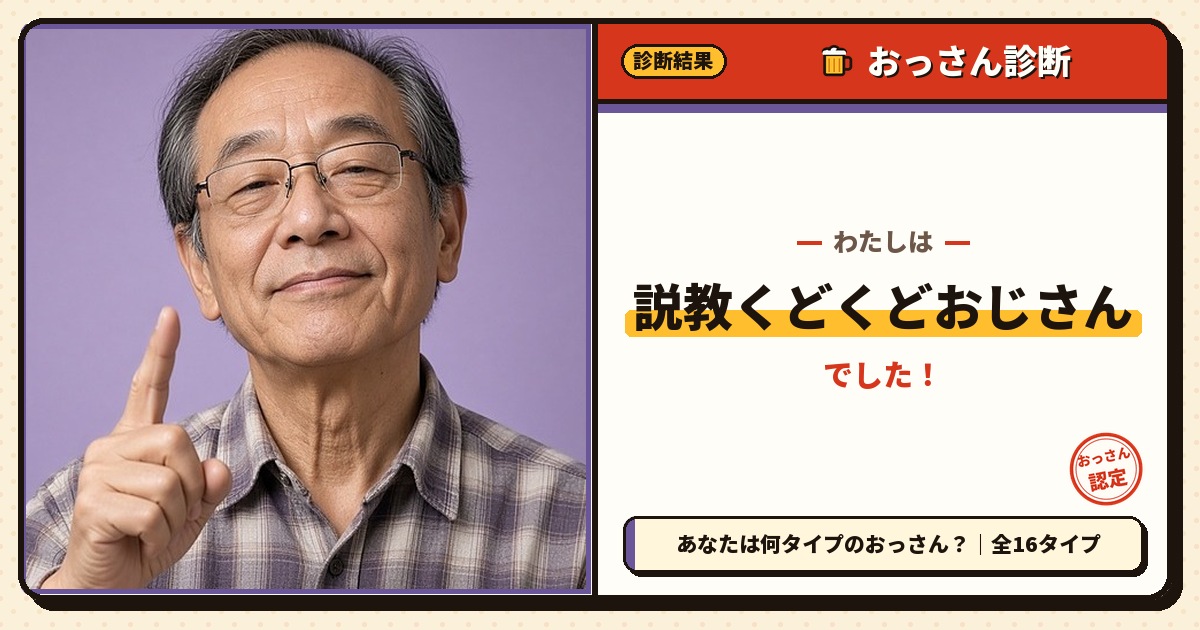 診断結果
おっさん診断
わたしは
説教くどくどおじさん
でした！
おっさん
認定
あなたは何タイプのおっさん？｜全16タイプ